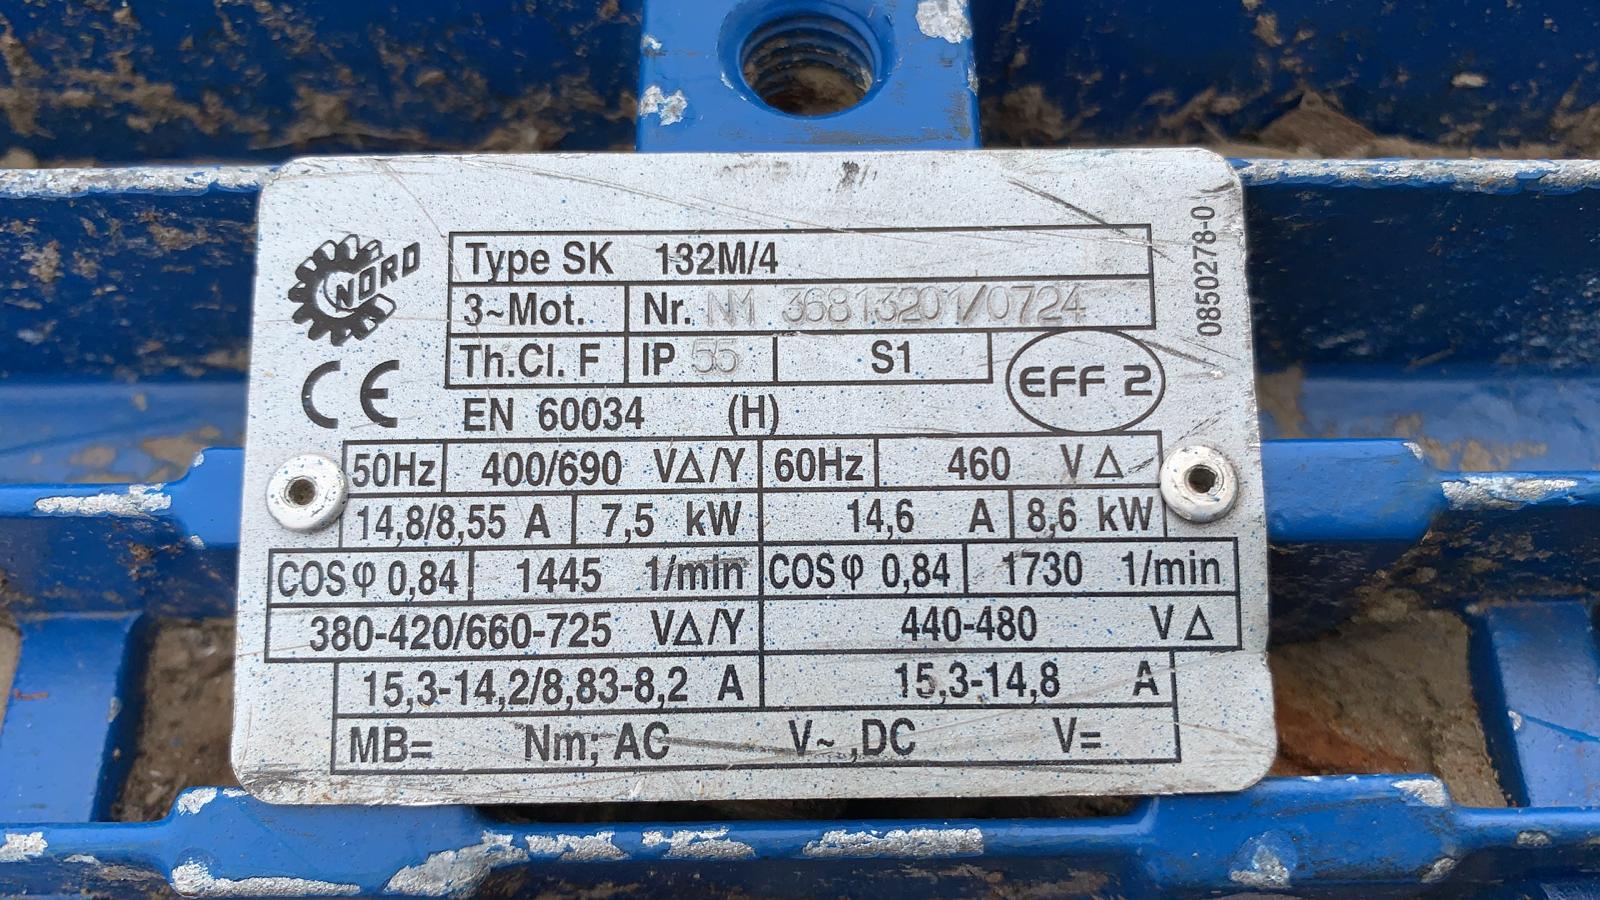 NORD
Type SK 132M/4
3~Mot. Nr. NM 36813201/0724
Th.Cl. F IP 55 S1
EFF 2
CE
EN 60034 (H)
50Hz 400/690 VΔ/Y 60Hz 460 VΔ
14,8/8,55 A 7,5 kW 14,6 A 8,6 kW
COSφ 0,84 1445 1/min COSφ 0,84 1730 1/min
380-420/660-725 VΔ/Y 440-480 VΔ
15,3-14,2/8,83-8,2 A 15,3-14,8 A
MB= Nm; AC V~ ,DC V=
0850278-0